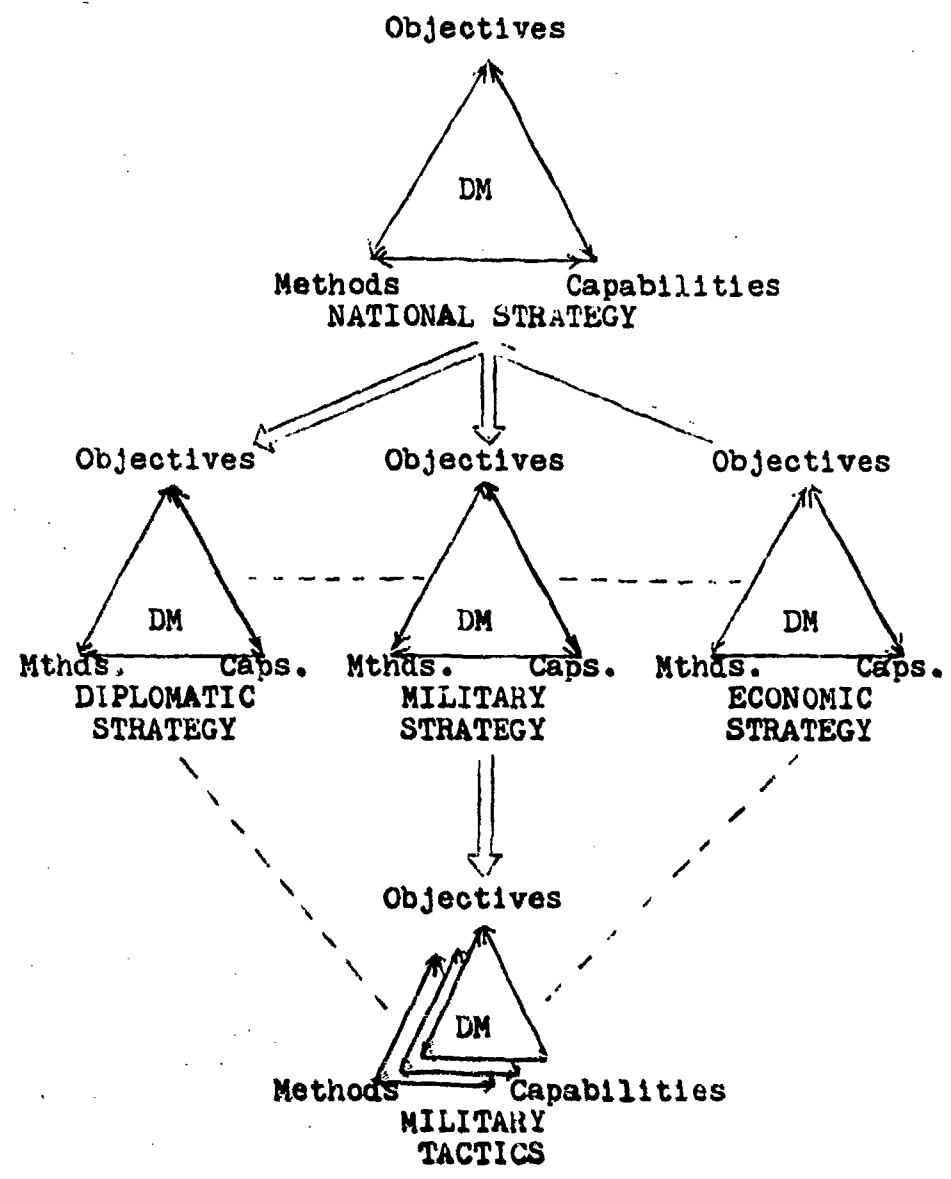 Objectives
DM
Methods Capabilities
NATIONAL STRATEGY
Objectives Objectives Objectives
DM DM DM
Mthds. Caps. Mthds. Caps. Mthds. Caps.
DIPLOMATIC MILITARY ECONOMIC
STRATEGY STRATEGY STRATEGY
Objectives
DM
Methods Capabilities
MILITARY
TACTICS